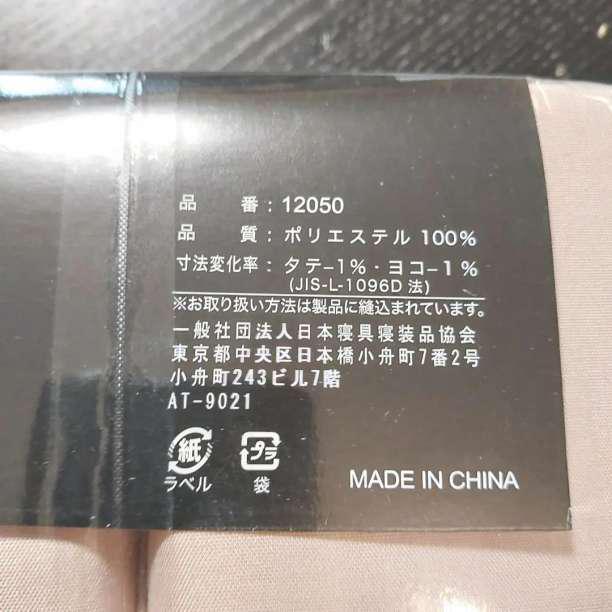 品　　番：12050
品　　質：ポリエステル 100%
寸法変化率：タテ−1%・ヨコ−1%
(JIS-L-1096D 法)
※お取り扱い方法は製品に縫込まれています。
一般社団法人日本寝具寝装品協会
東京都中央区日本橋小舟町7番2号
小舟町243ビル7階
AT-9021
紙 プラ
ラベル 袋
MADE IN CHINA